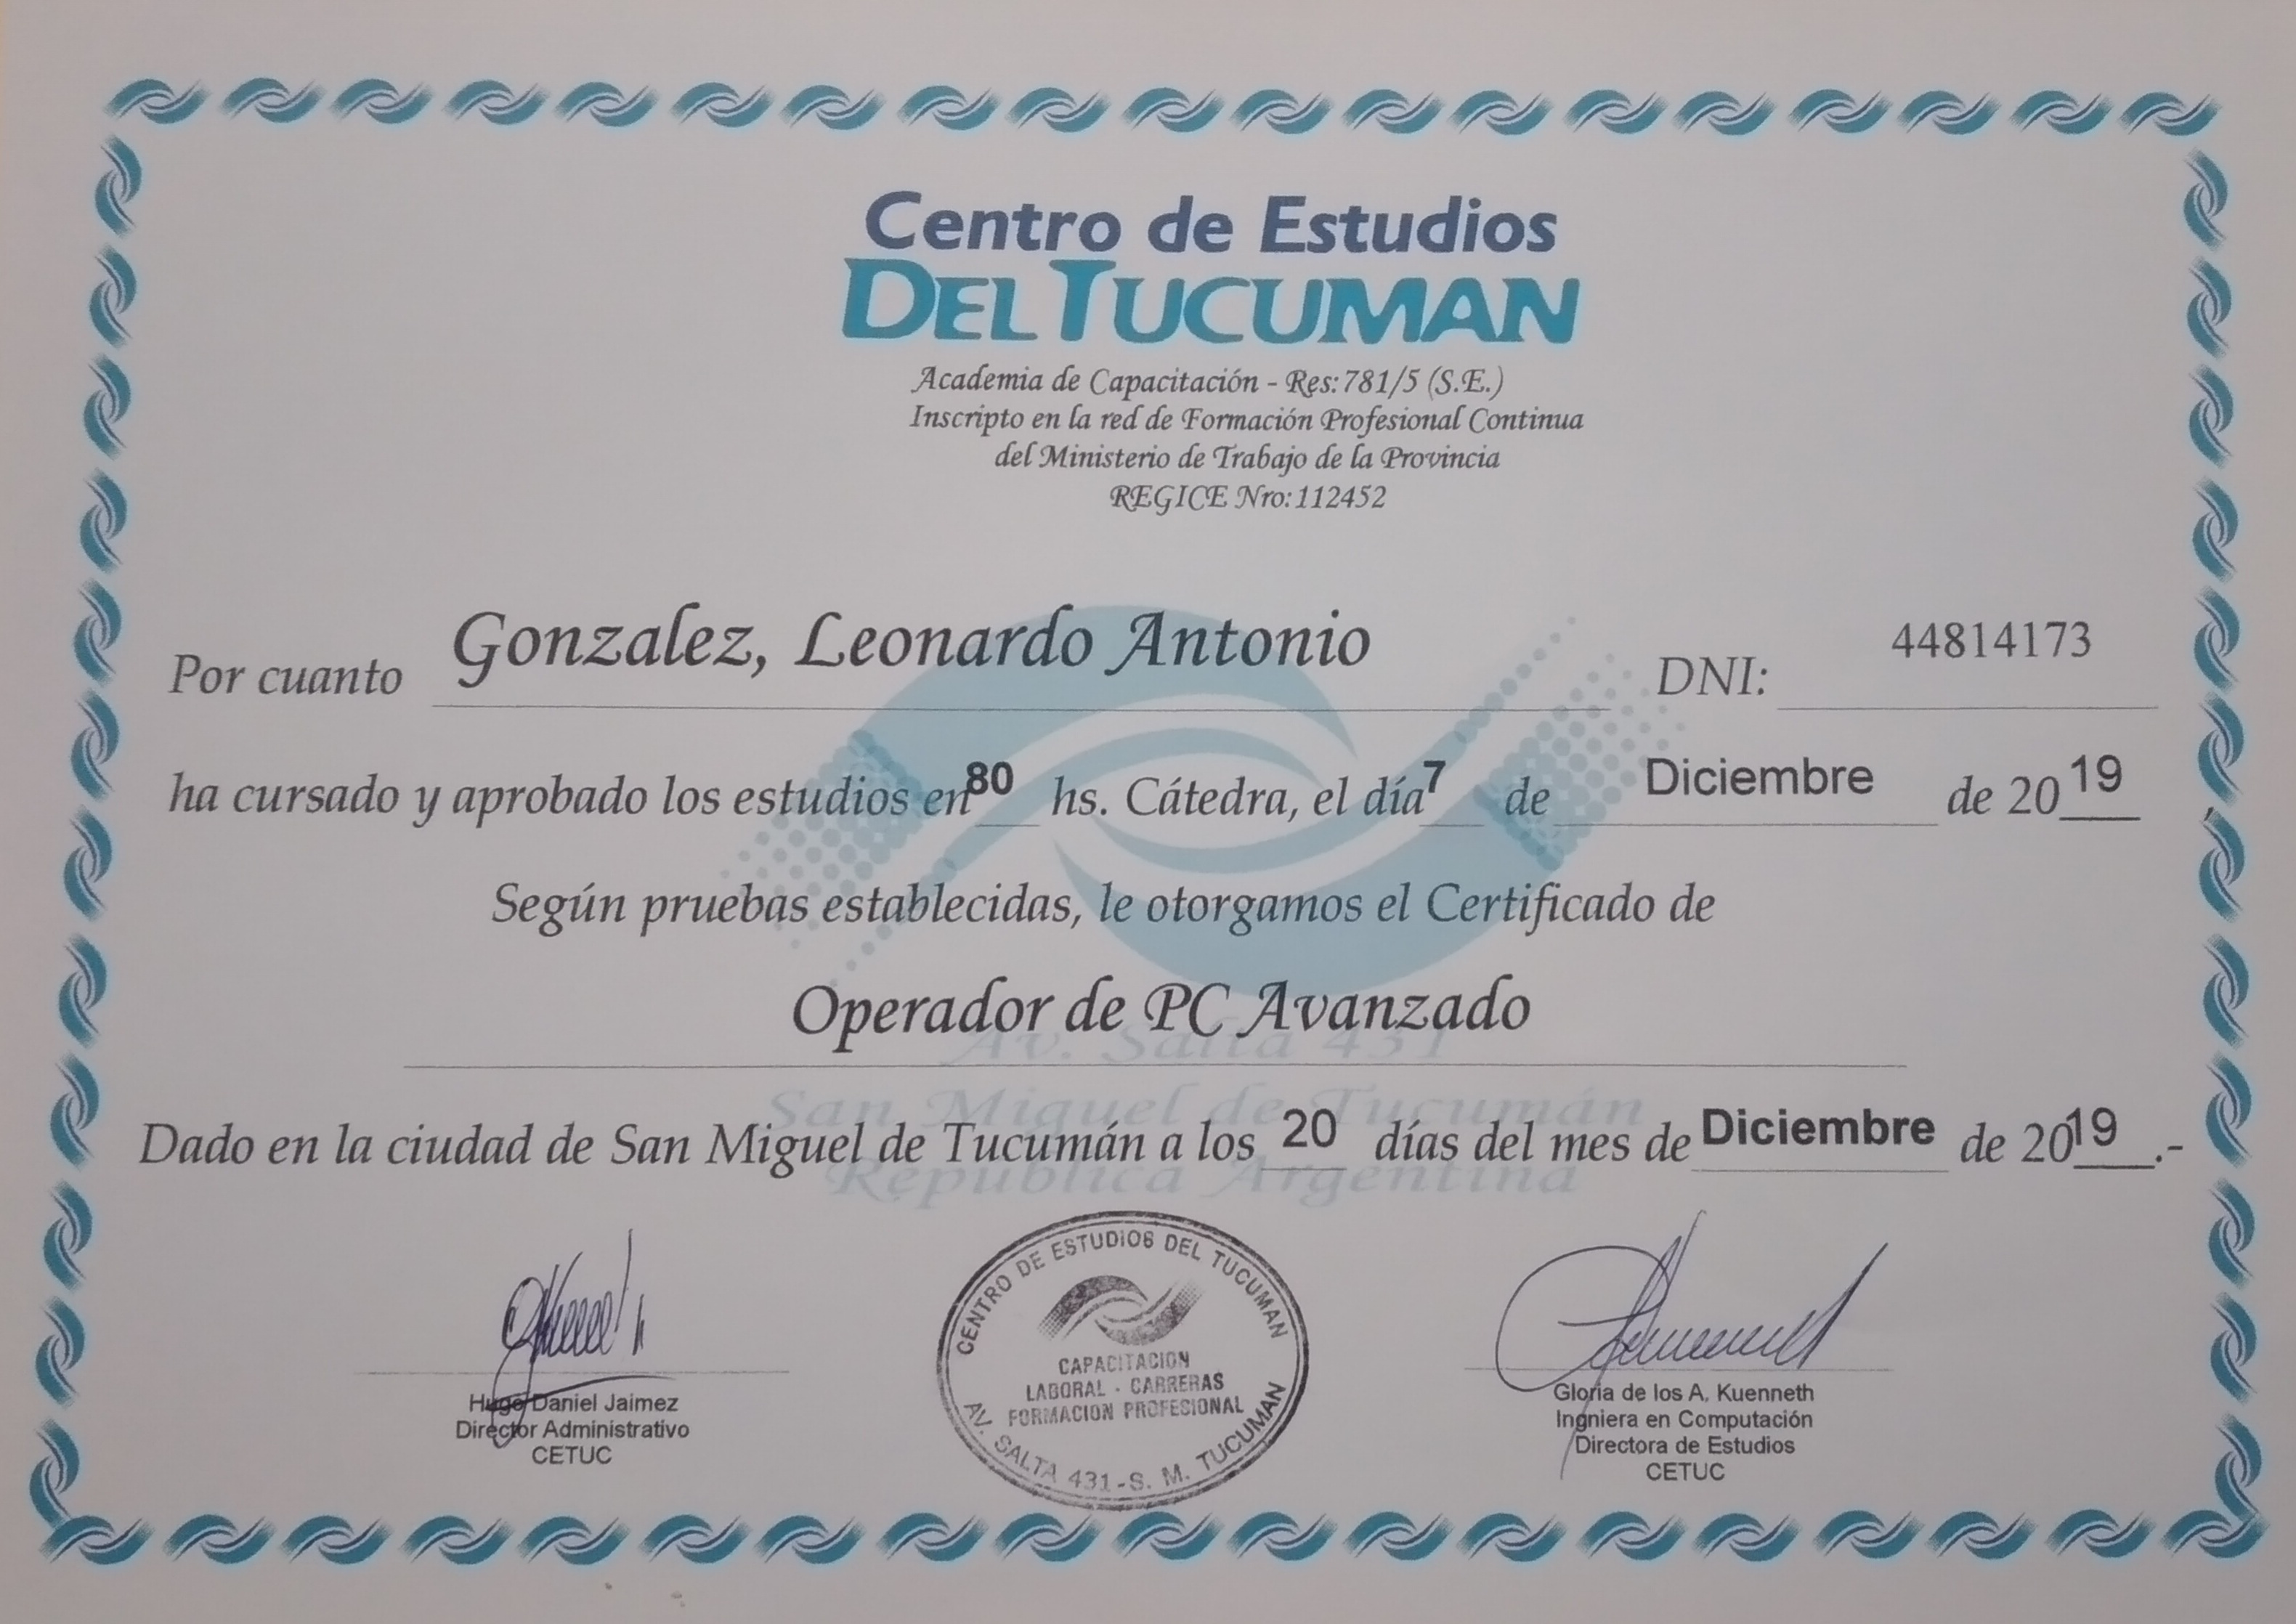 Centro de Estudios
DEL TUCUMAN
Academia de Capacitación - Res: 781/5 (S.E.)
Inscripto en la red de Formación Profesional Continua
del Ministerio de Trabajo de la Provincia
REGICE Nro: 112452
Por cuanto Gonzalez, Leonardo Antonio DNI: 44814173
ha cursado y aprobado los estudios en 80 hs. Cátedra, el día 7 de Diciembre de 2019,
Según pruebas establecidas, le otorgamos el Certificado de
Operador de PC Avanzado
Av. Salta 431
San Miguel de Tucumán
Dado en la ciudad de San Miguel de Tucumán a los 20 días del mes de Diciembre de 2019.-
República Argentina
CENTRO DE ESTUDIOS DEL TUCUMAN
CAPACITACION
LABORAL - CARRERAS
FORMACION PROFESIONAL
AV. SALTA 431 - S. M. TUCUMAN
Hugo Daniel Jaimez
Director Administrativo
CETUC
Gloria de los A. Kuenneth
Ingniera en Computación
Directora de Estudios
CETUC